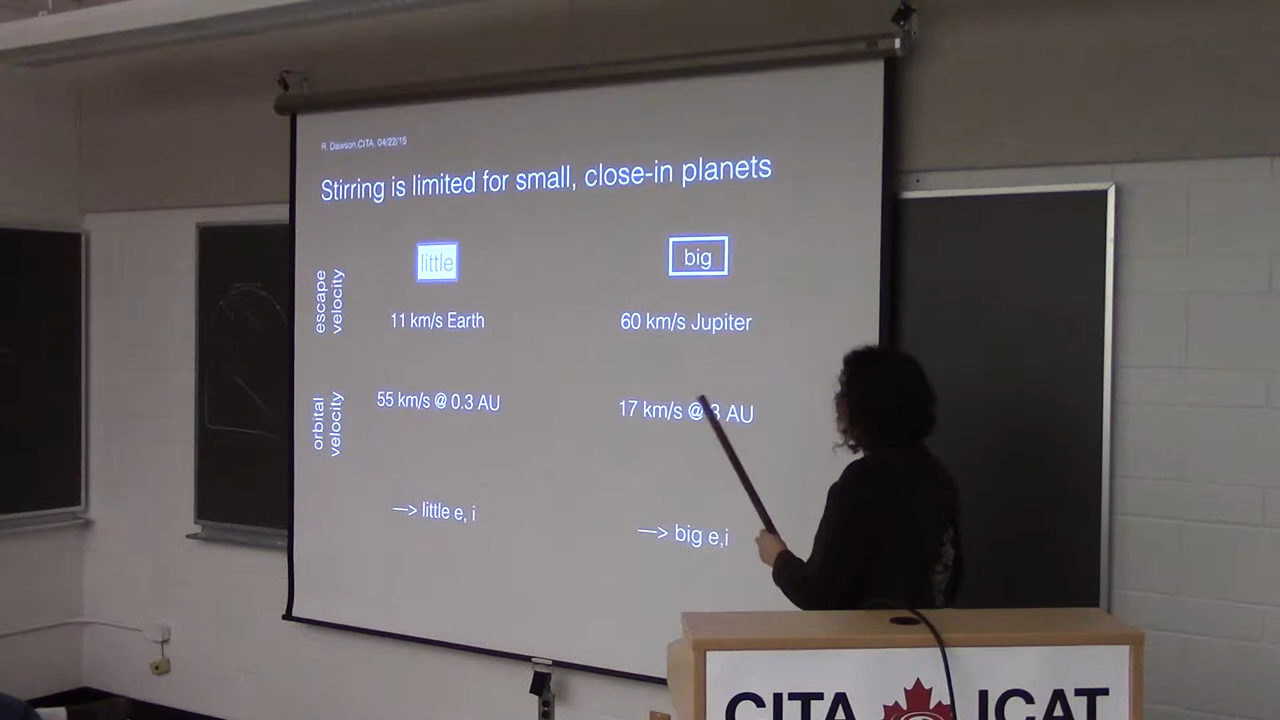 R. Dawson, CITA, 04/22/15
Stirring is limited for small, close-in planets
little
big
escape
velocity
11 km/s Earth
60 km/s Jupiter
orbital
velocity
55 km/s @ 0.3 AU
17 km/s @ 3 AU
—> little e, i
—> big e,i
CITA ICAT